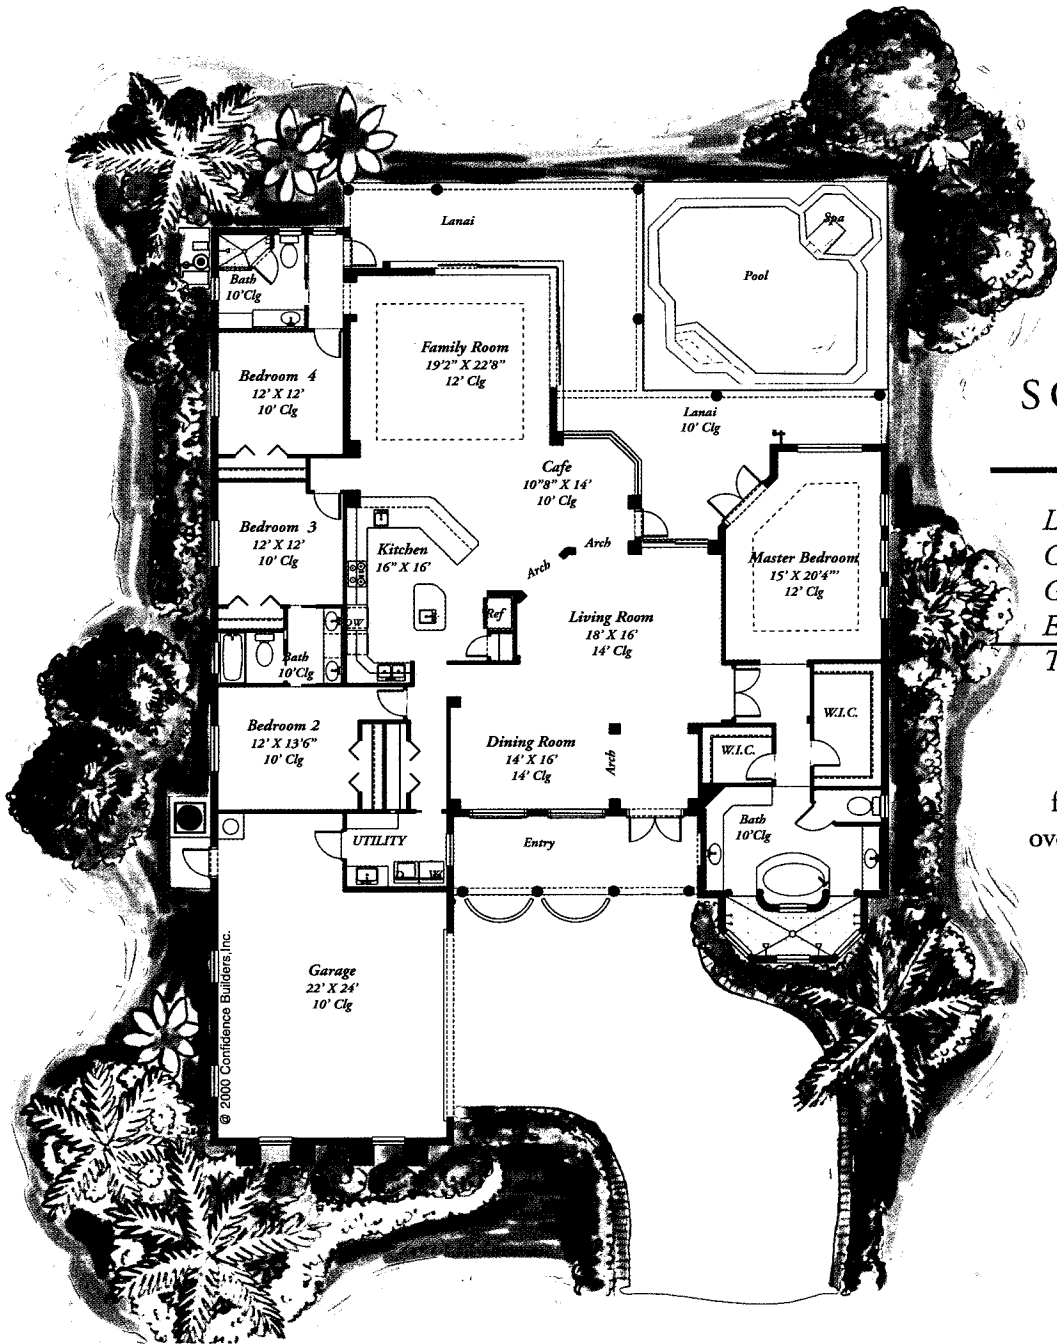 Lanai
Spa
Pool
Bath
10'Clg
Family Room
19'2" X 22'8"
12' Clg
Bedroom 4
12' X 12'
10' Clg
Lanai
10' Clg
Cafe
10"8" X 14'
10' Clg
Bedroom 3
12' X 12'
10' Clg
Kitchen
16" X 16'
Arch
Arch
Master Bedroom
15' X 20'4"'
12' Clg
Ref
DW
Living Room
18' X 16'
14' Clg
Bath
10'Clg
W.I.C.
Bedroom 2
12' X 13'6"
10' Clg
Dining Room
14' X 16'
14' Clg
Arch
W.I.C.
Bath
10'Clg
UTILITY
Entry
Garage
22' X 24'
10' Clg
@ 2000 Confidence Builders,Inc.